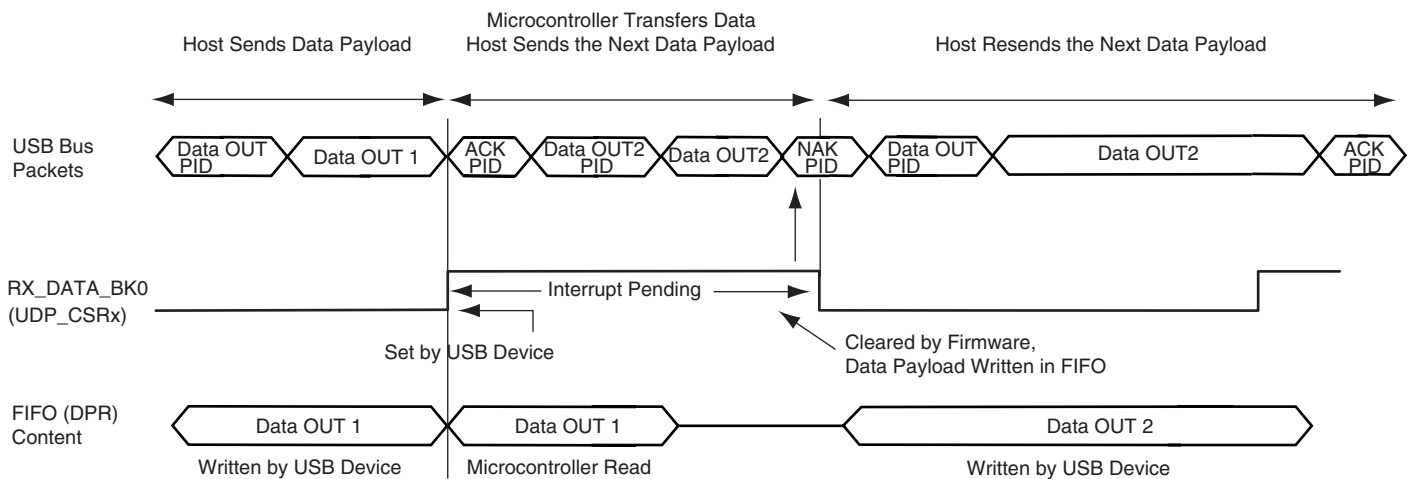 Microcontroller Transfers Data
Host Sends Data Payload
Host Sends the Next Data Payload
Host Resends the Next Data Payload
USB Bus
Packets
Data OUT
PID
Data OUT 1
ACK
PID
Data OUT2
PID
Data OUT2
NAK
PID
Data OUT
PID
Data OUT2
ACK
PID
RX_DATA_BK0
(UDP_CSRx)
Interrupt Pending
Set by USB Device
Cleared by Firmware,
Data Payload Written in FIFO
FIFO (DPR)
Content
Data OUT 1
Data OUT 1
Data OUT 2
Written by USB Device
Microcontroller Read
Written by USB Device